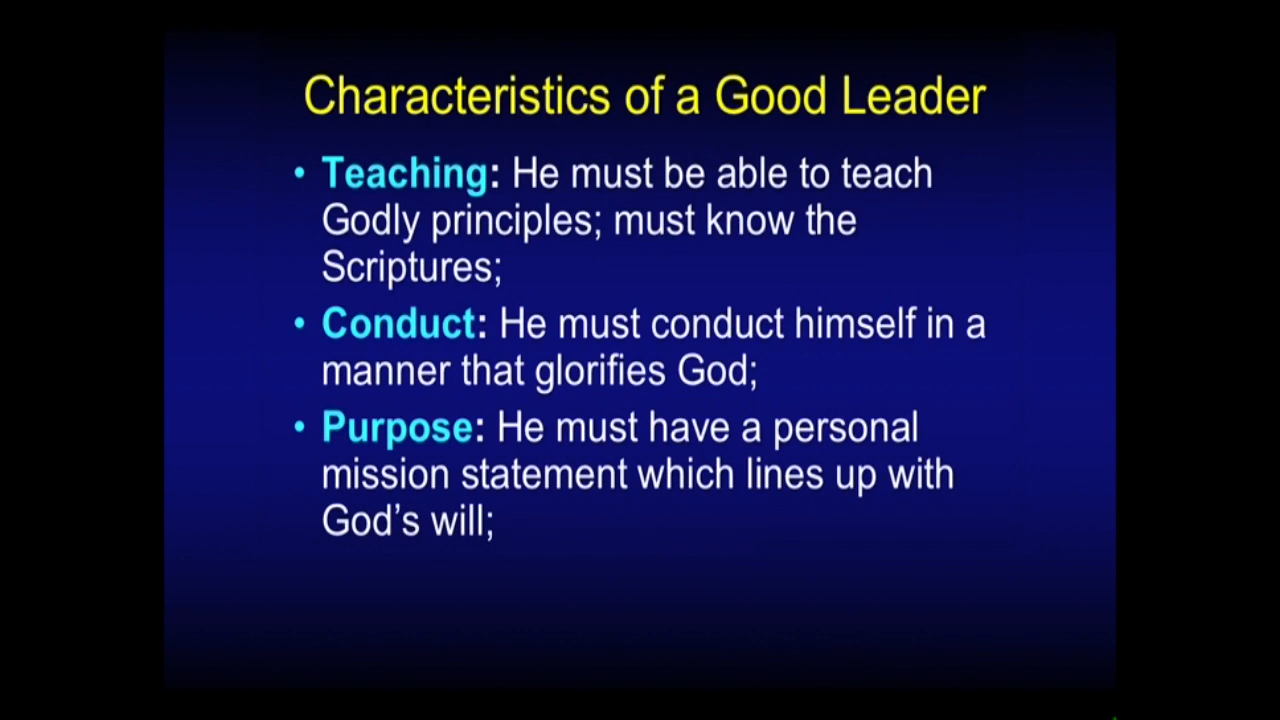 Characteristics of a Good Leader
• Teaching: He must be able to teach
Godly principles; must know the
Scriptures;
• Conduct: He must conduct himself in a
manner that glorifies God;
• Purpose: He must have a personal
mission statement which lines up with
God’s will;